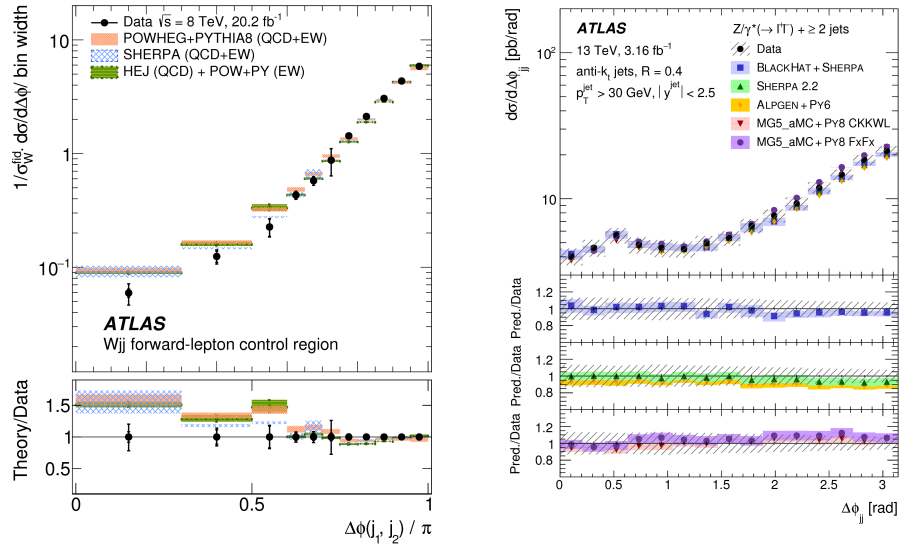 Data √s = 8 TeV, 20.2 fb⁻¹
POWHEG+PYTHIA8 (QCD+EW)
SHERPA (QCD+EW)
HEJ (QCD) + POW+PY (EW)
1/σ_W^fid. dσ/dΔϕ/ bin width
10
1
10⁻¹
ATLAS
Wjj forward-lepton control region
Theory/Data
1.5
1
0.5
0
0.5
1
Δϕ(j₁, j₂) / π
dσ/dΔϕ_jj [pb/rad]
10²
10
ATLAS
13 TeV, 3.16 fb⁻¹
anti-k_t jets, R = 0.4
p_T^jet > 30 GeV, | y^jet | < 2.5
Z/γ*(→ l⁺l⁻) + ≥ 2 jets
Data
BLACKHAT + SHERPA
SHERPA 2.2
ALPGEN + PY6
MG5_aMC + PY8 CKKWL
MG5_aMC + PY8 FxFx
Pred./Data
1.2
1
0.8
Pred./Data
1.2
1
0.8
Pred./Data
1.2
1
0.8
0
0.5
1
1.5
2
2.5
3
Δϕ_jj [rad]